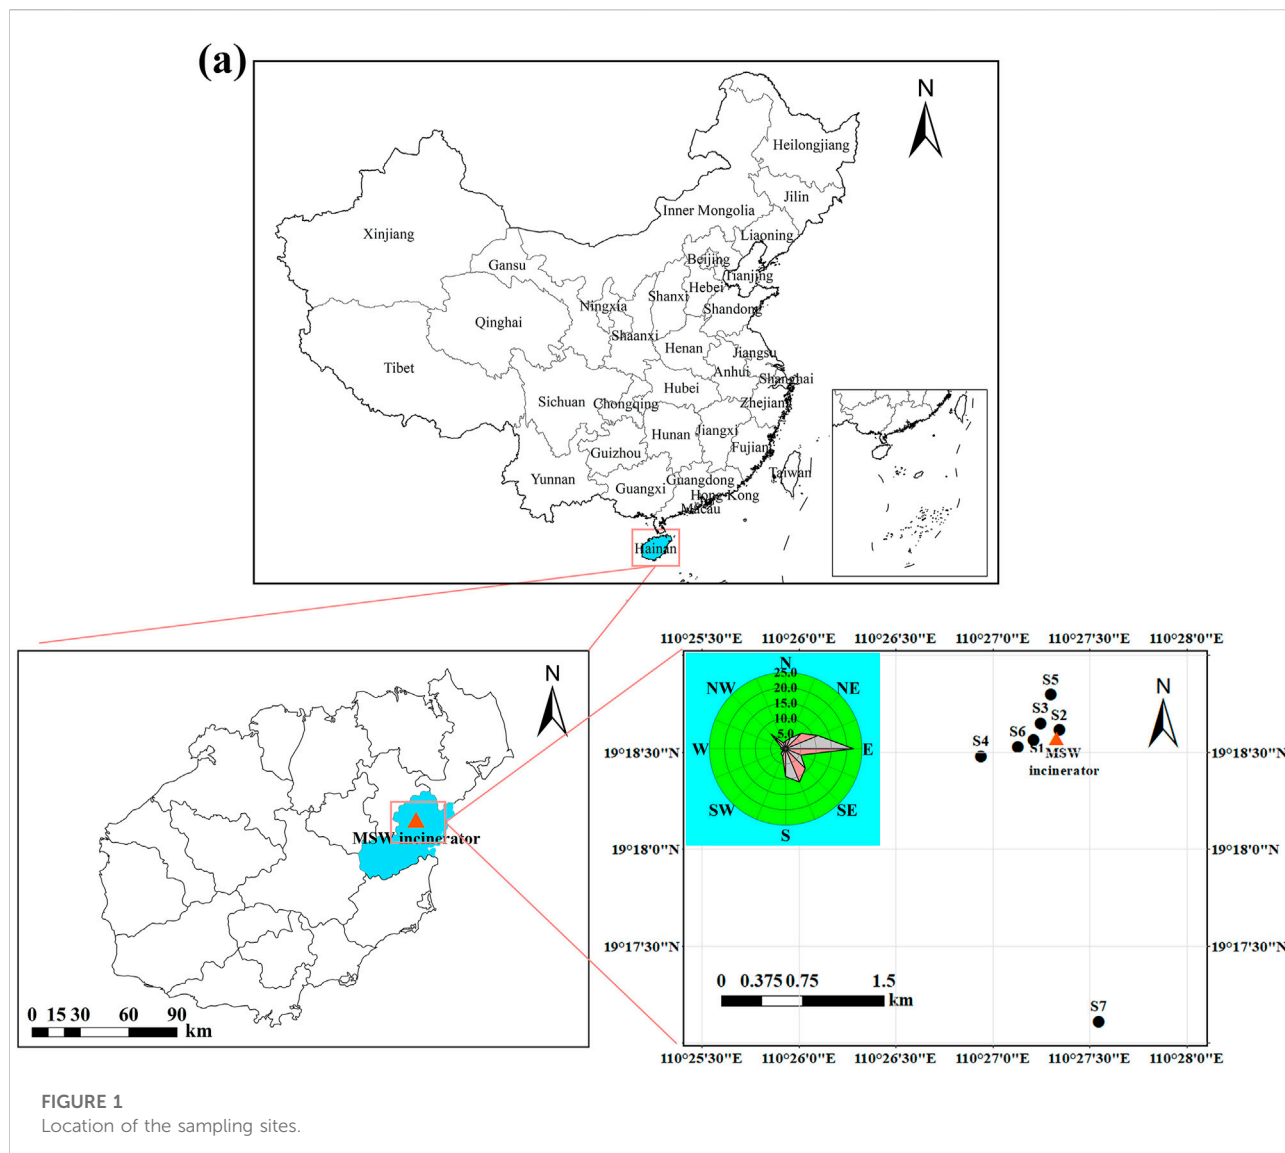 (a)
N
Heilongjiang
Jilin
Inner Mongolia
Liaoning
Xinjiang
Beijing
Gansu
Tianjing
Hebei
Shanxi
Ningxia
Shandong
Qinghai
Shaanxi
Henan
Jiangsu
Tibet
Anhui
Shanghai
Hubei
Sichuan
Chongqing
Zhejiang
Jiangxi
Hunan
Fujian
Guizhou
Taiwan
Yunnan
Guangdong
Guangxi
Hong Kong
Macau
Hainan
N
MSW incinerator
0 15 30 60 90
km
110°25'30"E 110°26'0"E 110°26'30"E 110°27'0"E 110°27'30"E 110°28'0"E
N
25.0
NW NE
20.0
15.0
10.0
5.0
W E
SW SE
S
N
S5
S3
S2
S6
S4
S1
MSW
incinerator
19°18'30"N 19°18'30"N
19°18'0"N 19°18'0"N
19°17'30"N 19°17'30"N
0 0.375 0.75 1.5
km
S7
110°25'30"E 110°26'0"E 110°26'30"E 110°27'0"E 110°27'30"E 110°28'0"E
FIGURE 1
Location of the sampling sites.